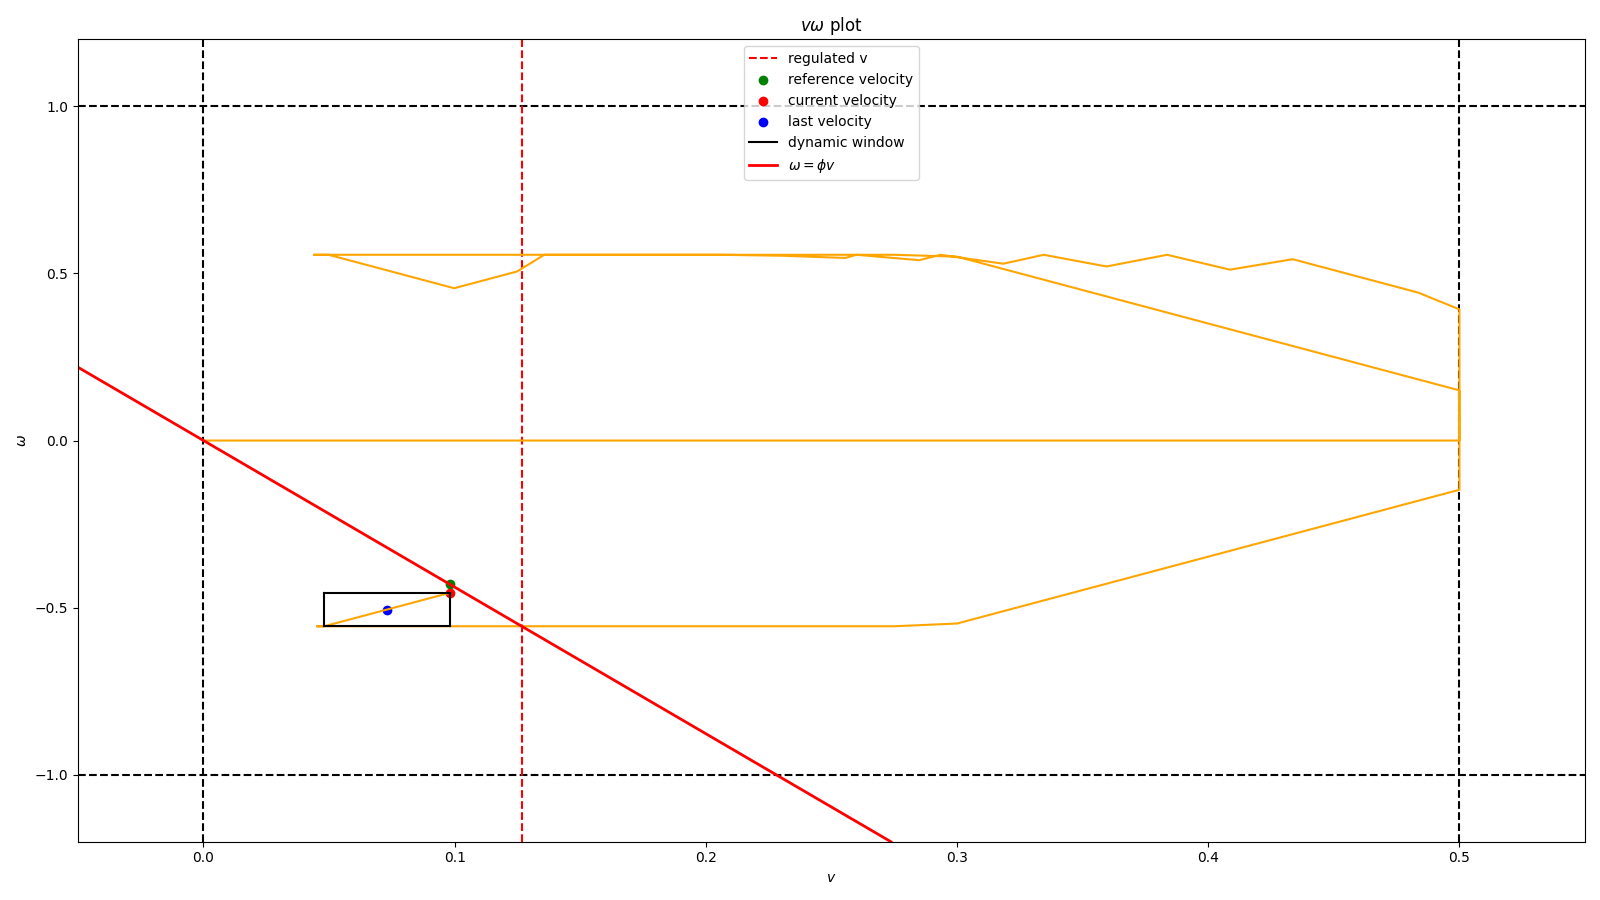 vω plot
regulated v
reference velocity
current velocity
last velocity
dynamic window
ω = ϕv
1.0
0.5
0.0
−0.5
−1.0
ω
0.0 0.1 0.2 0.3 0.4 0.5
v